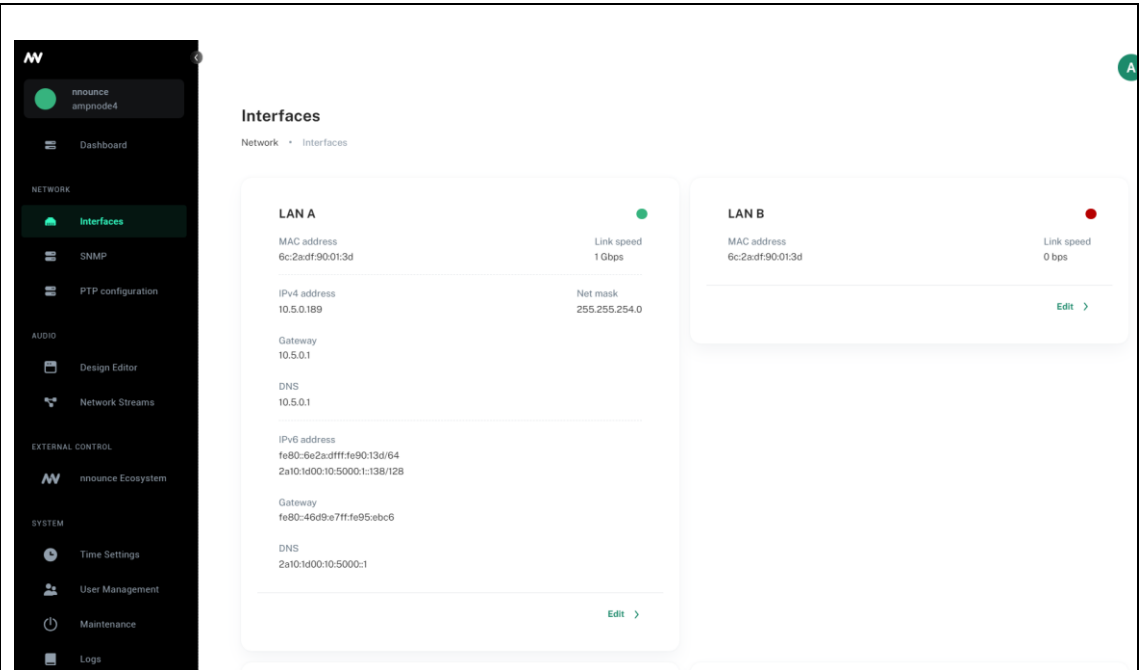 nnounce
ampnode4
Dashboard
NETWORK
Interfaces
SNMP
PTP configuration
AUDIO
Design Editor
Network Streams
EXTERNAL CONTROL
nnounce Ecosystem
SYSTEM
Time Settings
User Management
Maintenance
Logs
A
Interfaces
Network • Interfaces
LAN A
MAC address Link speed
6c:2a:df:90:01:3d 1 Gbps
IPv4 address Net mask
10.5.0.189 255.255.254.0
Gateway
10.5.0.1
DNS
10.5.0.1
IPv6 address
fe80::6e2a:dfff:fe90:13d/64
2a10:1d00:10:5000:1::138/128
Gateway
fe80::46d9:e7ff:fe95:ebc6
DNS
2a10:1d00:10:5000::1
Edit >
LAN B
MAC address Link speed
6c:2a:df:90:01:3d 0 bps
Edit >